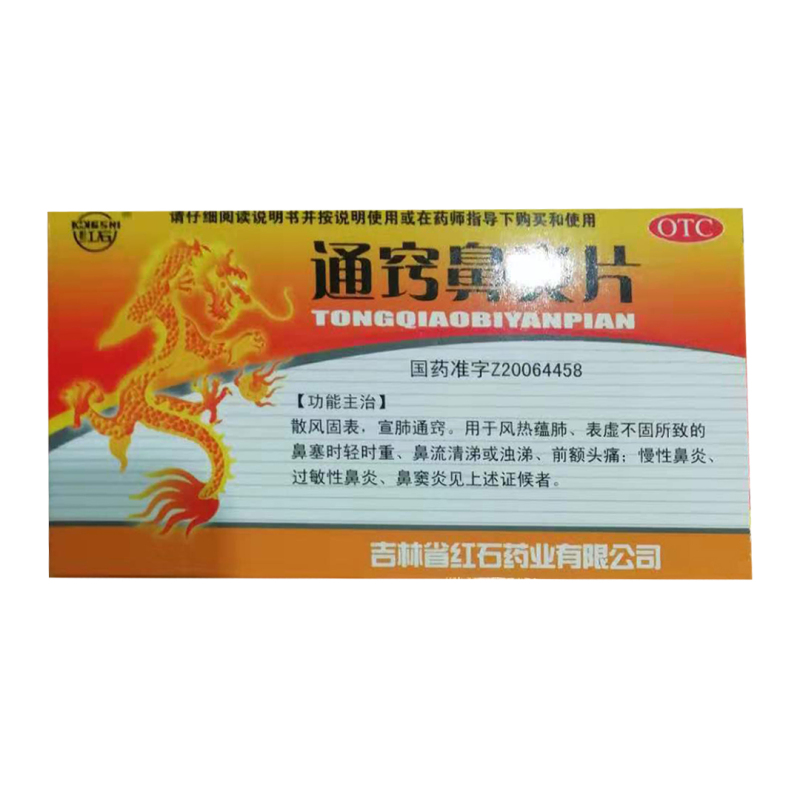 KINGSHI
红石
请仔细阅读说明书并按说明使用或在药师指导下购买和使用
OTC
通窍鼻炎片
TONGQIAOBIYANPIAN
国药准字Z20064458
【功能主治】
散风固表，宣肺通窍。用于风热蕴肺、表虚不固所致的
鼻塞时轻时重、鼻流清涕或浊涕、前额头痛；慢性鼻炎、
过敏性鼻炎、鼻窦炎见上述证候者。
吉林省红石药业有限公司